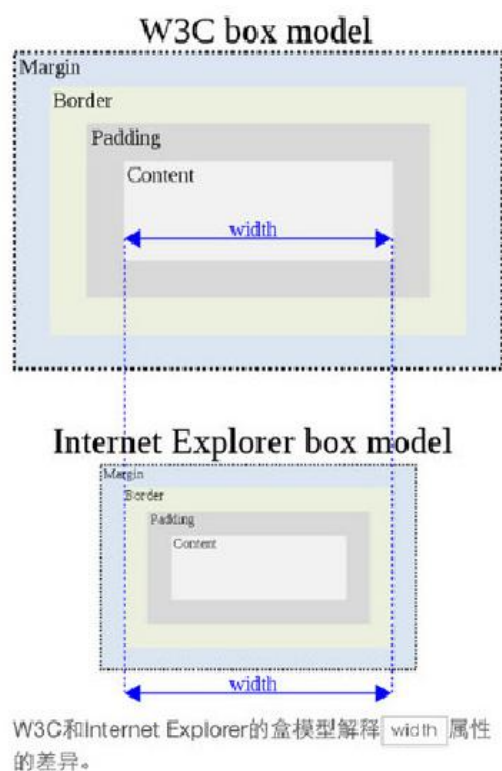 W3C box model
Margin
Border
Padding
Content
width
Internet Explorer box model
Margin
Border
Padding
Content
width
W3C和Internet Explorer的盒模型解释 width 属性
的差异。